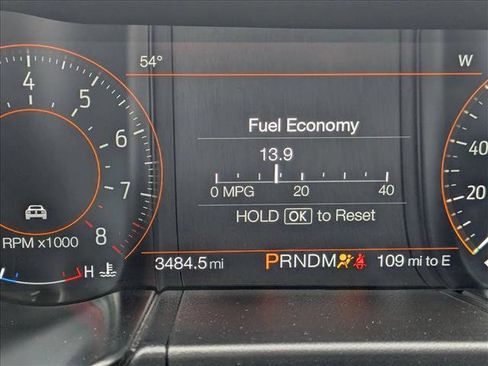 54°
W
4
5
6
7
8
RPM x1000
Fuel Economy
13.9
0 MPG 20 40
HOLD OK to Reset
40
20
0
H
3484.5 mi
PRNDM
109 mi to E